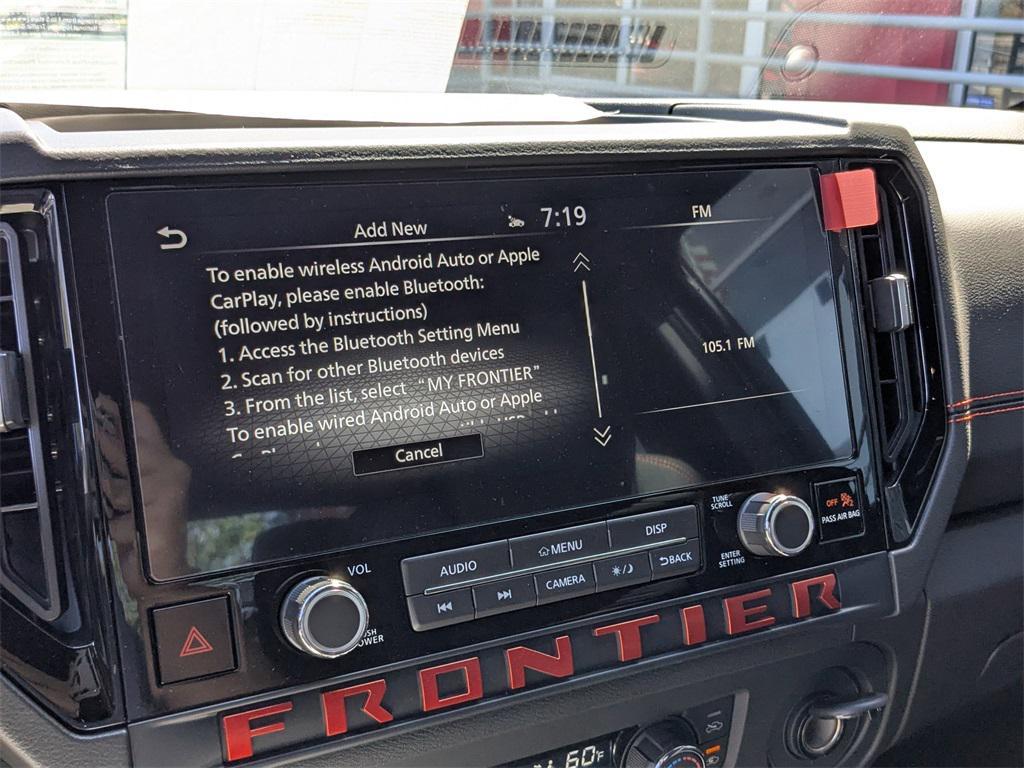 Add New
7:19
FM
To enable wireless Android Auto or Apple
CarPlay, please enable Bluetooth:
(followed by instructions)
1. Access the Bluetooth Setting Menu
2. Scan for other Bluetooth devices
3. From the list, select “MY FRONTIER”
To enable wired Android Auto or Apple
Cancel
105.1 FM
TUNE
SCROLL
OFF
PASS AIR BAG
ENTER
SETTING
VOL
AUDIO
MENU
DISP
CAMERA
BACK
FRONTIER
60°F